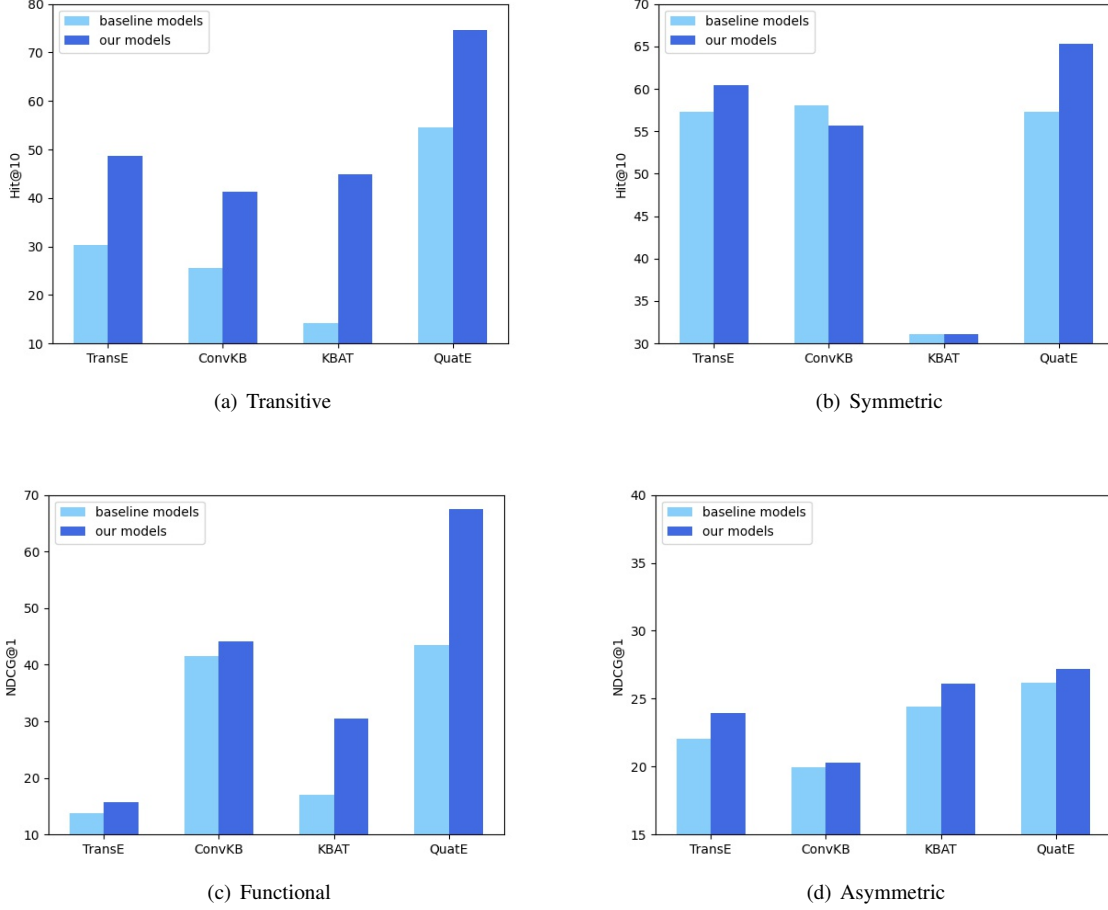 80
70
60
50
40
30
20
10
Hit@10
baseline models
our models
TransE ConvKB KBAT QuatE
(a) Transitive
70
65
60
55
50
45
40
35
30
Hit@10
baseline models
our models
TransE ConvKB KBAT QuatE
(b) Symmetric
70
60
50
40
30
20
10
NDCG@1
baseline models
our models
TransE ConvKB KBAT QuatE
(c) Functional
40
35
30
25
20
15
NDCG@1
baseline models
our models
TransE ConvKB KBAT QuatE
(d) Asymmetric